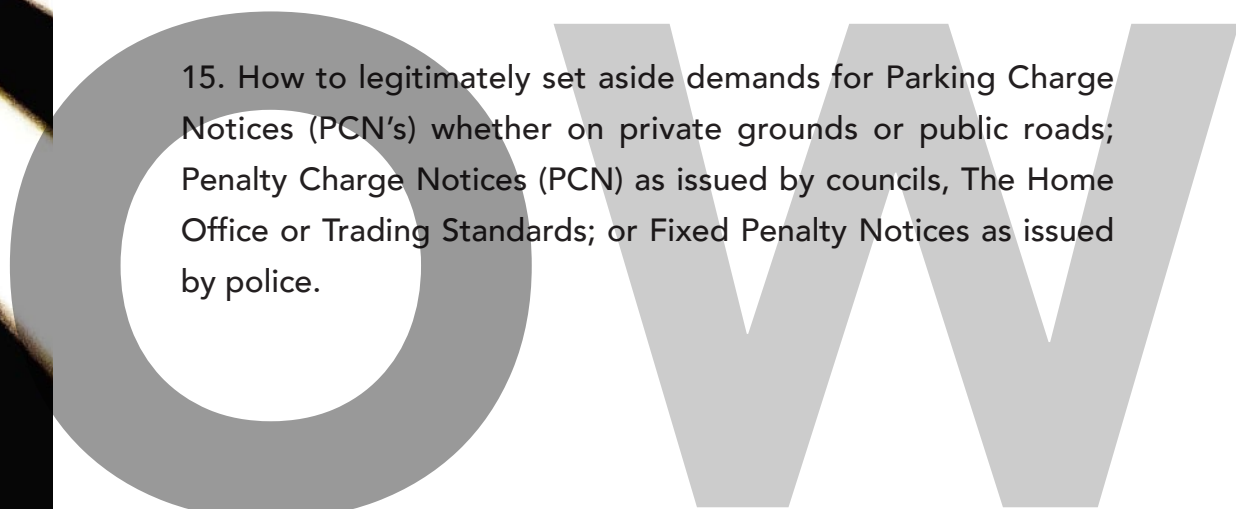 OW
15. How to legitimately set aside demands for Parking Charge
Notices (PCN’s) whether on private grounds or public roads;
Penalty Charge Notices (PCN) as issued by councils, The Home
Office or Trading Standards; or Fixed Penalty Notices as issued
by police.